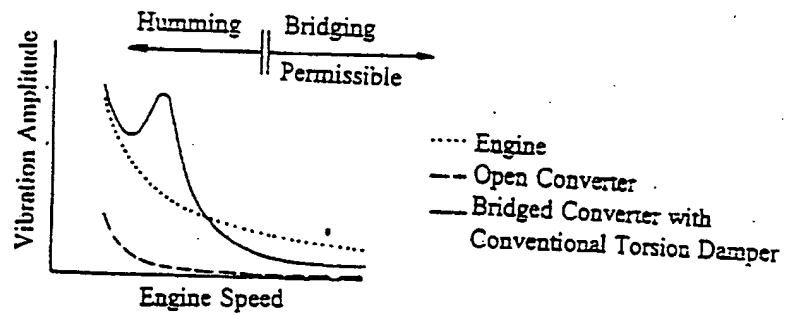 Humming
Bridging
Permissible
Vibration Amplitude
Engine
Open Converter
Bridged Converter with
Conventional Torsion Damper
Engine Speed